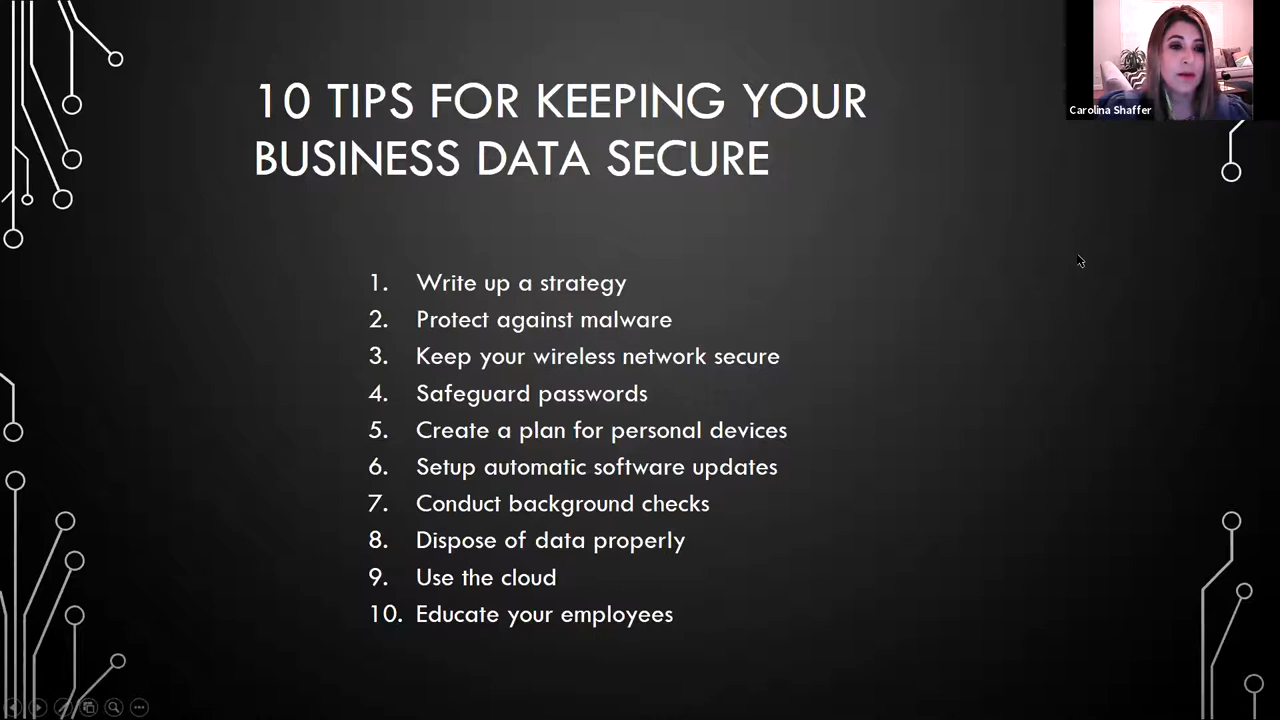 Carolina Shaffer
10 TIPS FOR KEEPING YOUR
BUSINESS DATA SECURE
1. Write up a strategy
2. Protect against malware
3. Keep your wireless network secure
4. Safeguard passwords
5. Create a plan for personal devices
6. Setup automatic software updates
7. Conduct background checks
8. Dispose of data properly
9. Use the cloud
10. Educate your employees